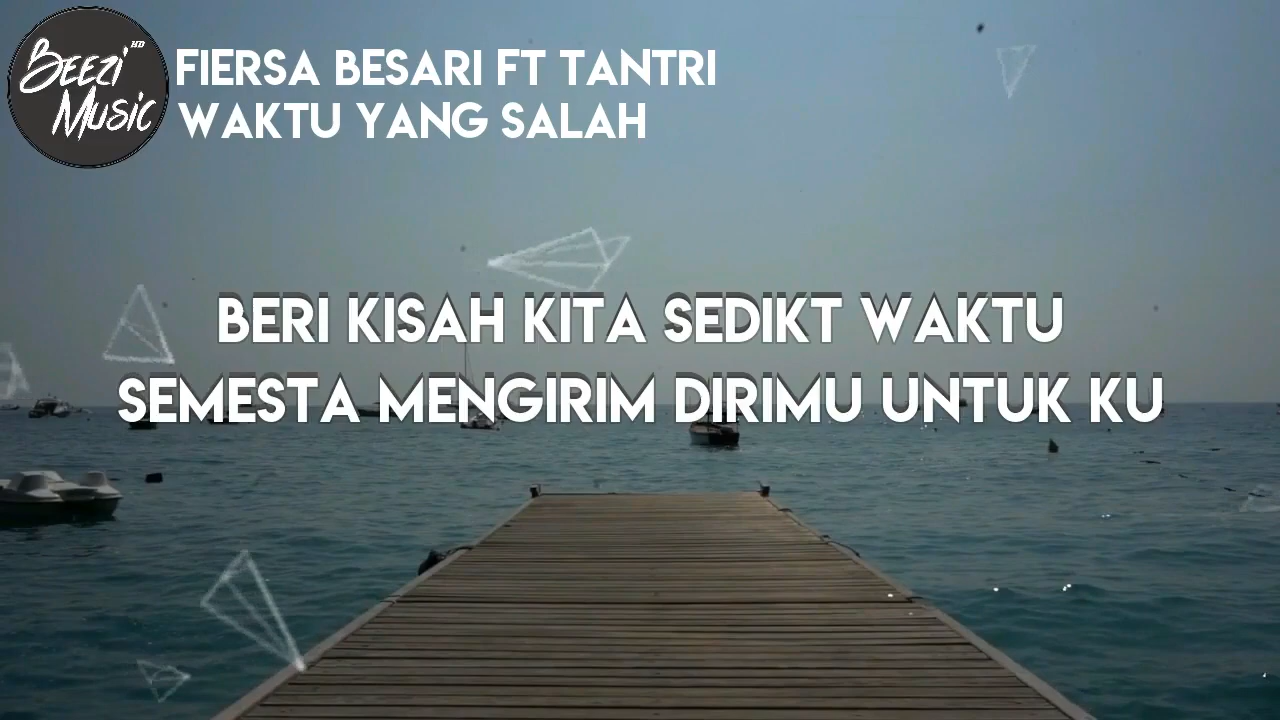 BEEZI HD
MUSIC
FIERSA BESARI FT TANTRI
WAKTU YANG SALAH
BERI KISAH KITA SEDIKT WAKTU
SEMESTA MENGIRIM DIRIMU UNTUK KU